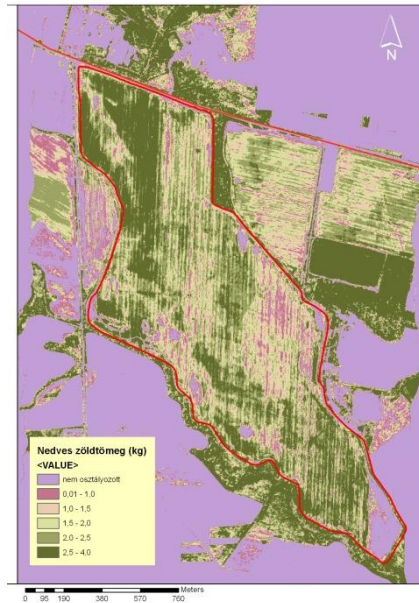 N
Nedves zöldtömeg (kg)
<VALUE>
nem osztályozott
0,01 - 1,0
1,0 - 1,5
1.5 - 2,0
2,0 - 2,5
2,5 - 4,0
0 95 190 380 570 760 Meters